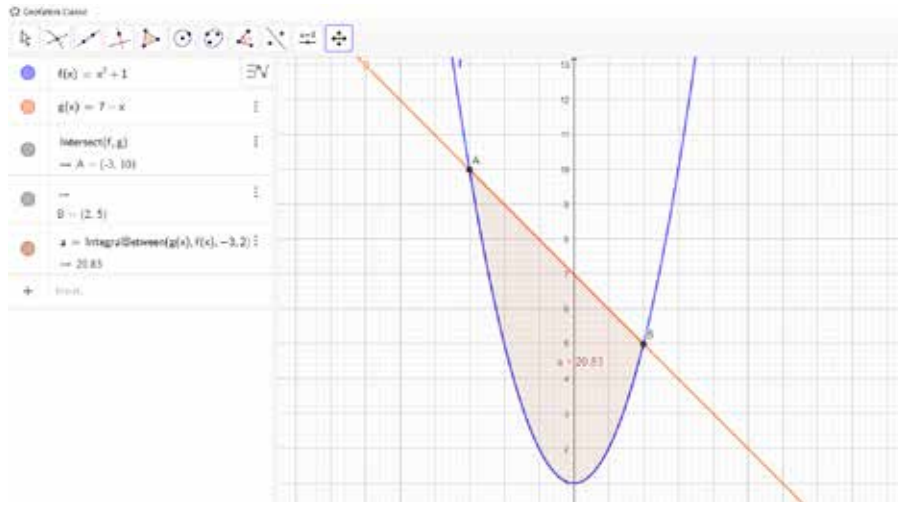 GeoGebra Classic
f(x) = x² + 1
g(x) = 7 − x
Intersect(f, g)
→ A = (-3, 10)
B = (2, 5)
a = IntegralBetween(g(x), f(x), −3, 2)
→ 20.83
+ Input...
g
f
13
12
11
10
9
8
7
6
5
4
3
2
A
B
a = 20.83